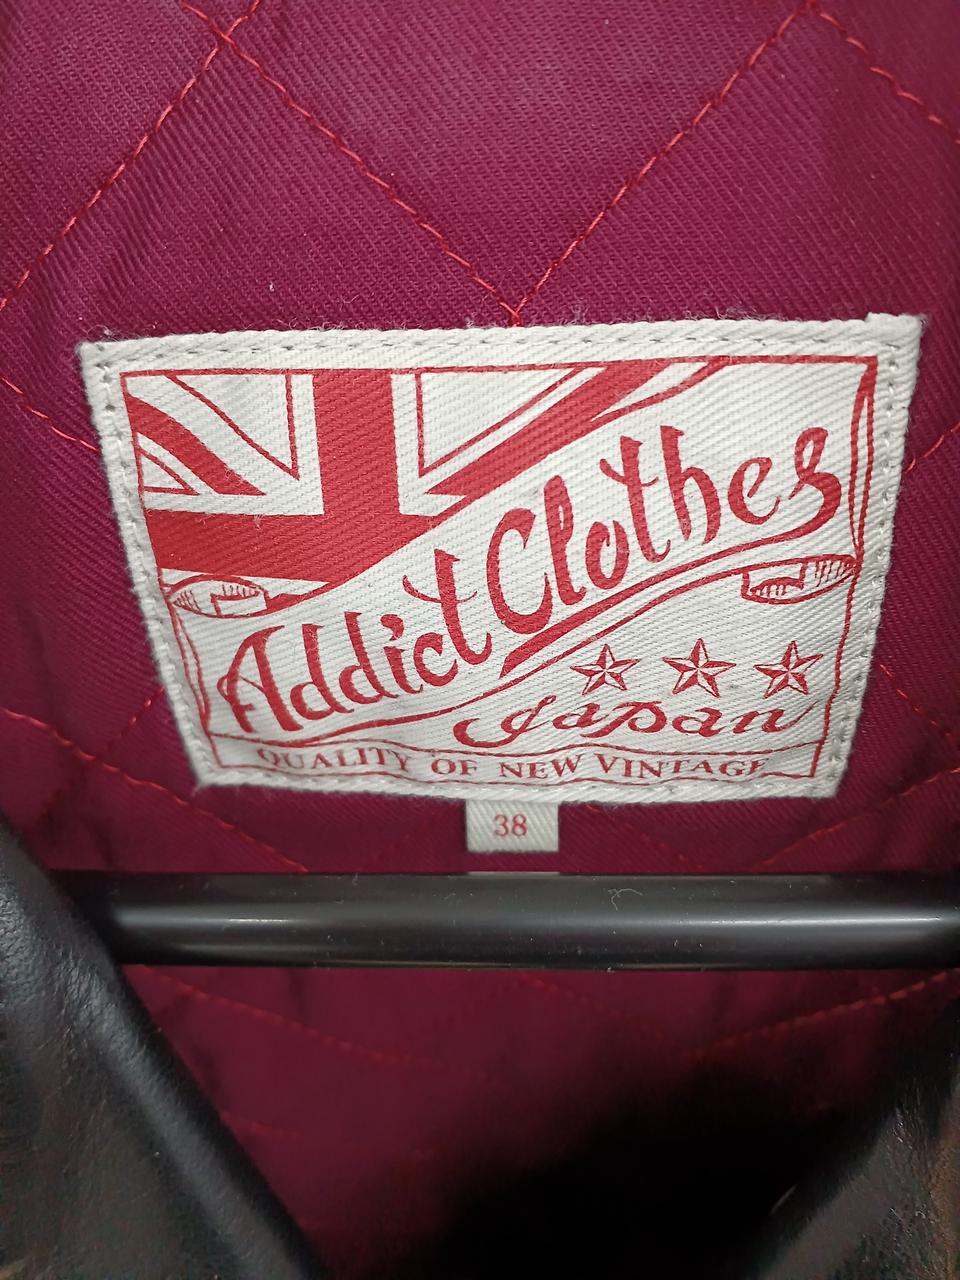 Addict Clothes
Japan
QUALITY OF NEW VINTAGE
38